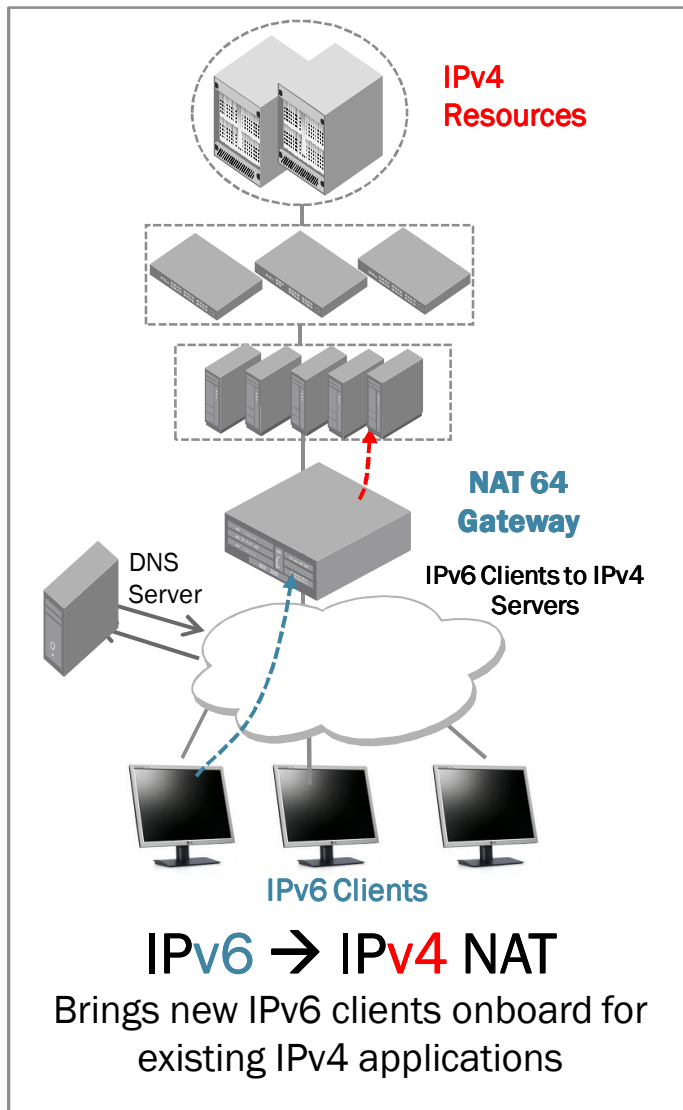 IPv4
Resources
NAT 64
Gateway
IPv6 Clients to IPv4
Servers
DNS
Server
IPv6 Clients
IPv6 → IPv4 NAT
Brings new IPv6 clients onboard for
existing IPv4 applications